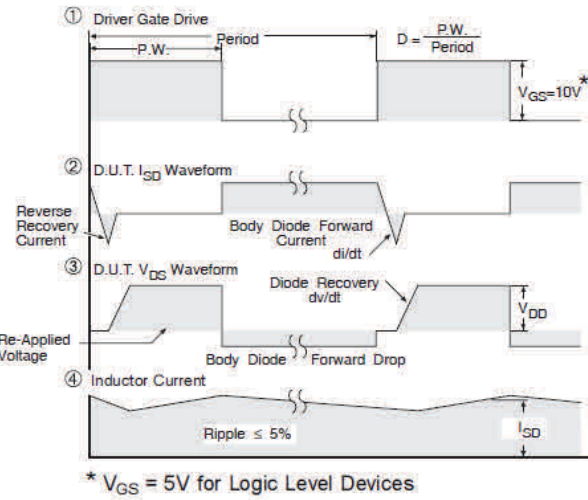 ① Driver Gate Drive
P.W.
Period
D = P.W.
Period
VGS=10V*
② D.U.T. ISD Waveform
Reverse
Recovery
Current
Body Diode Forward
Current
di/dt
③ D.U.T. VDS Waveform
Diode Recovery
dv/dt
VDD
Re-Applied
Voltage
Body Diode Forward Drop
④ Inductor Current
Ripple ≤ 5%
ISD
* VGS = 5V for Logic Level Devices